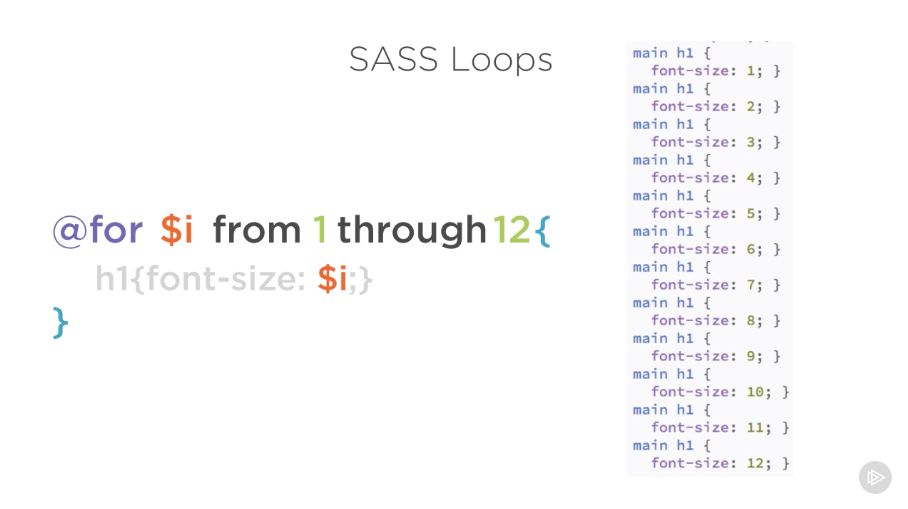 SASS Loops
@for $i from 1 through 12{
h1{font-size: $i;}
}
main h1 {
font-size: 1; }
main h1 {
font-size: 2; }
main h1 {
font-size: 3; }
main h1 {
font-size: 4; }
main h1 {
font-size: 5; }
main h1 {
font-size: 6; }
main h1 {
font-size: 7; }
main h1 {
font-size: 8; }
main h1 {
font-size: 9; }
main h1 {
font-size: 10; }
main h1 {
font-size: 11; }
main h1 {
font-size: 12; }